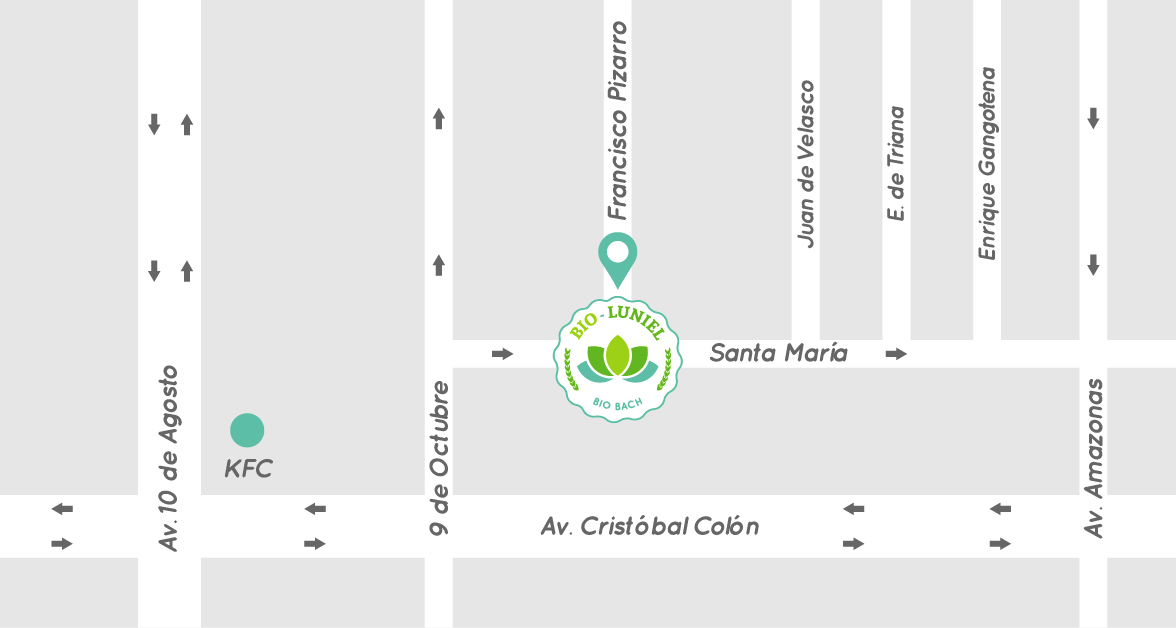 Francisco Pizarro
Juan de Velasco
E. de Triana
Enrique Gangotena
BIO - LUNIEL
BIO BACH
Santa María
Av. 10 de Agosto
KFC
9 de Octubre
Av. Cristóbal Colón
Av. Amazonas